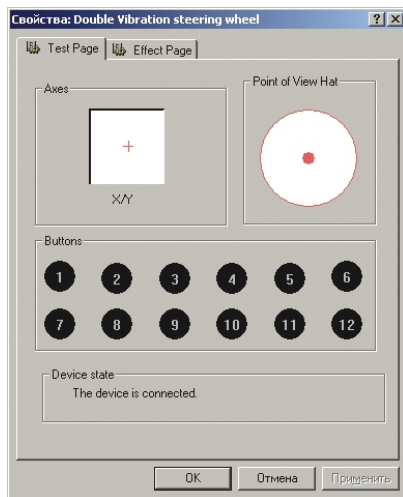 Свойства: Double Vibration steering wheel
Test Page Effect Page
Axes
Point of View Hat
X/Y
Buttons
1 2 3 4 5 6
7 8 9 10 11 12
Device state
The device is connected.
OK Отмена Применить